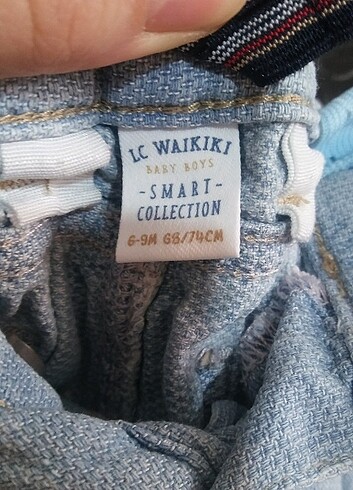 LC WAIKIKI
BABY BOYS
-SMART-
COLLECTION
6-9M 68/74CM